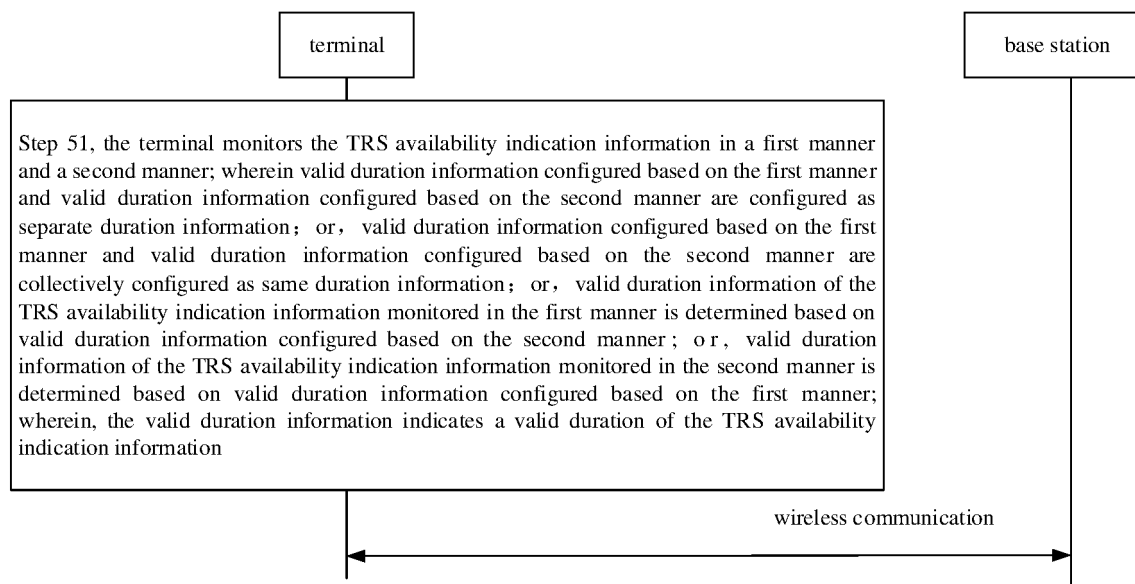 terminal
base station
Step 51, the terminal monitors the TRS availability indication information in a first manner
and a second manner; wherein valid duration information configured based on the first manner
and valid duration information configured based on the second manner are configured as
separate duration information；or，valid duration information configured based on the first
manner and valid duration information configured based on the second manner are
collectively configured as same duration information；or，valid duration information of the
TRS availability indication information monitored in the first manner is determined based on
valid duration information configured based on the second manner; or, valid duration
information of the TRS availability indication information monitored in the second manner is
determined based on valid duration information configured based on the first manner;
wherein, the valid duration information indicates a valid duration of the TRS availability
indication information
wireless communication